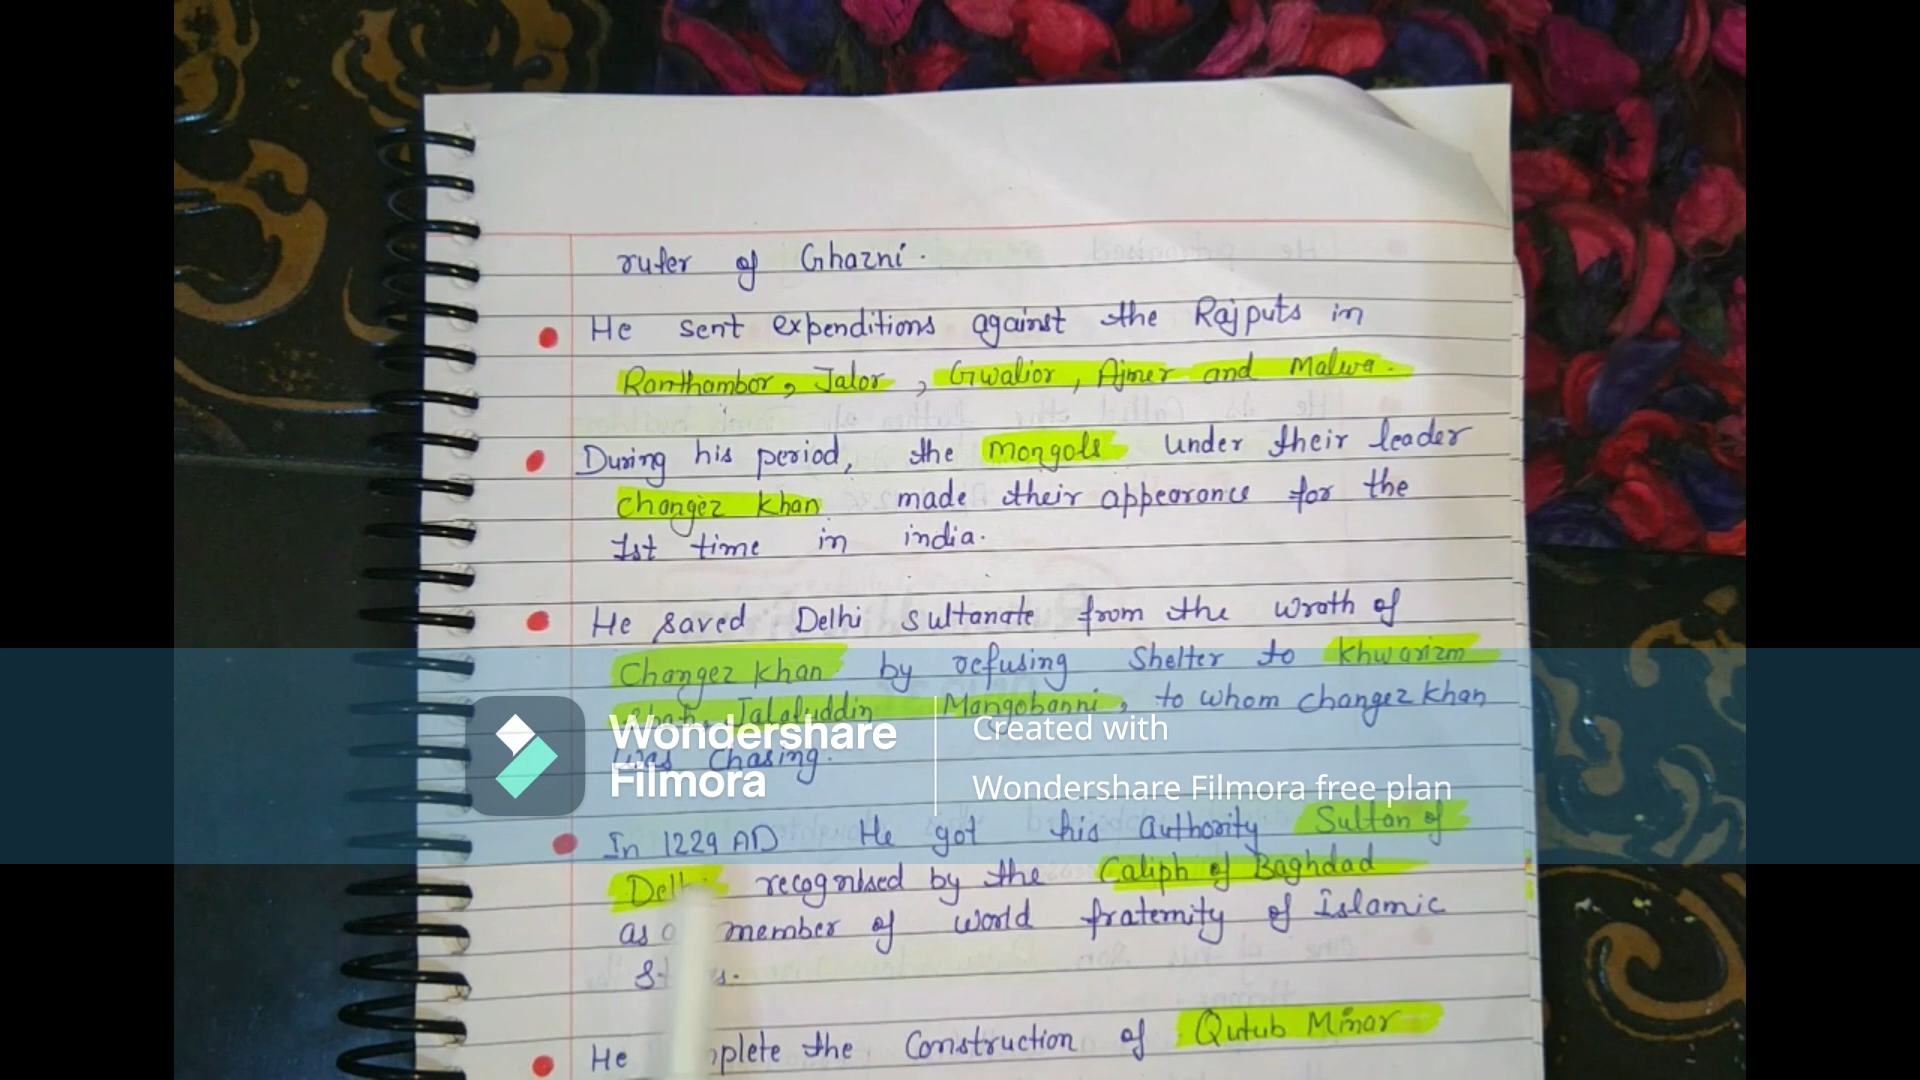 ruler of Ghazni.
He sent expenditions against the Rajputs in
Ranthambor, Jalor, Gwalior, Ajmer and Malwa.
During his period, the Mongols under their leader
Changez Khan made their appearance for the
1st time in india.
He saved Delhi sultanate from the wrath of
Changez Khan by refusing Shelter to Khwarizm
Shah Jalaluddin Mangobanni, to whom changez khan
was chasing.
Wondershare
Filmora
Created with
Wondershare Filmora free plan
In 1229 AD He got his authority Sultan of
Delhi recognised by the Caliph of Baghdad
as a member of world fraternity of Islamic
He plete the Construction of Qutub Minar